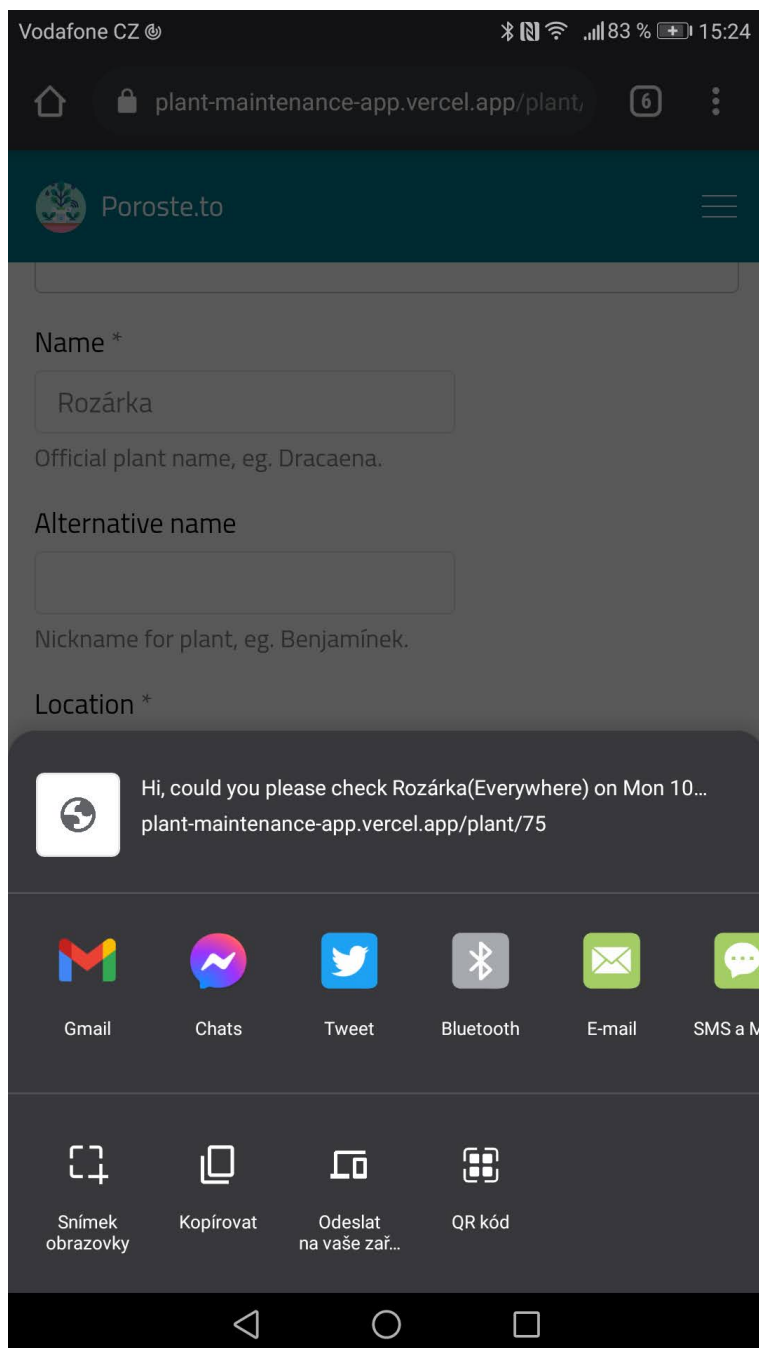 Vodafone CZ 83 % 15:24
plant-maintenance-app.vercel.app/plant/ 6
Poroste.to
Name *
Rozárka
Official plant name, eg. Dracaena.
Alternative name
Nickname for plant, eg. Benjamínek.
Location *
Hi, could you please check Rozárka(Everywhere) on Mon 10...
plant-maintenance-app.vercel.app/plant/75
Gmail Chats Tweet Bluetooth E-mail SMS a M
Snímek Kopírovat Odeslat QR kód
obrazovky na vaše zař...